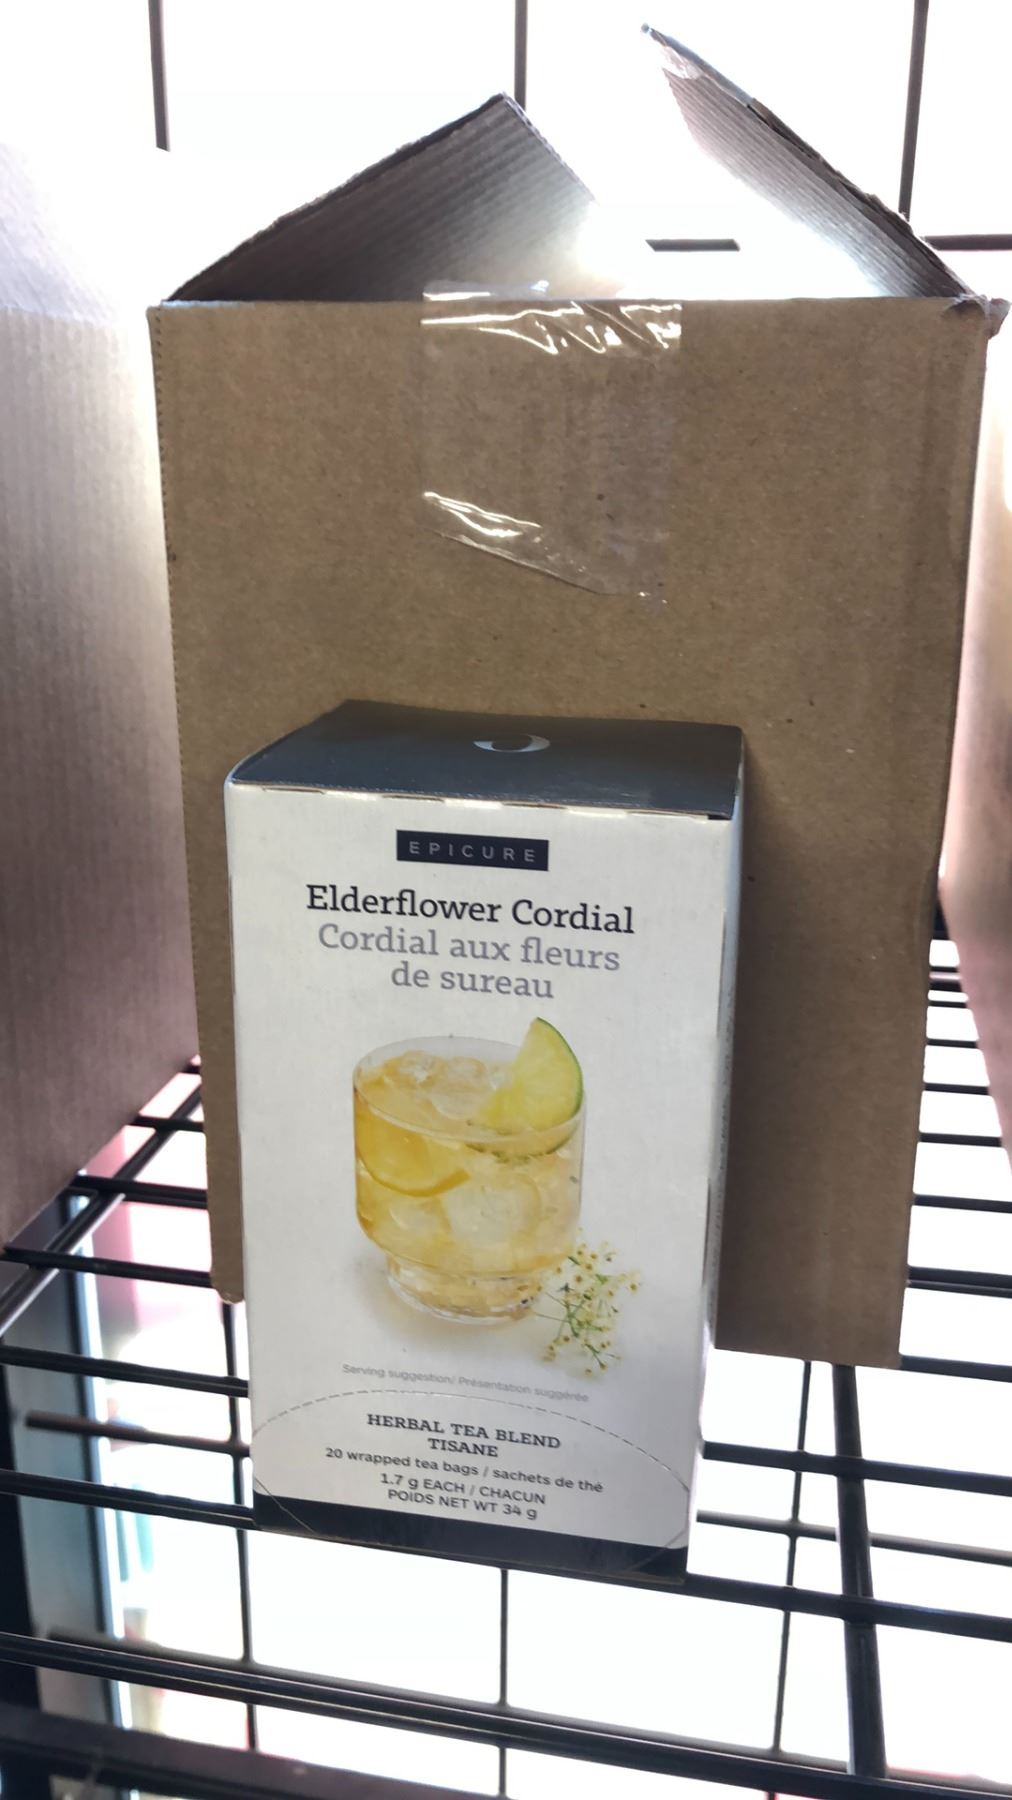 EPICURE
Elderflower Cordial
Cordial aux fleurs
de sureau
Serving suggestion/ Présentation suggérée
HERBAL TEA BLEND
TISANE
20 wrapped tea bags / sachets de thé
1.7 g EACH / CHACUN
POIDS NET WT 34 g